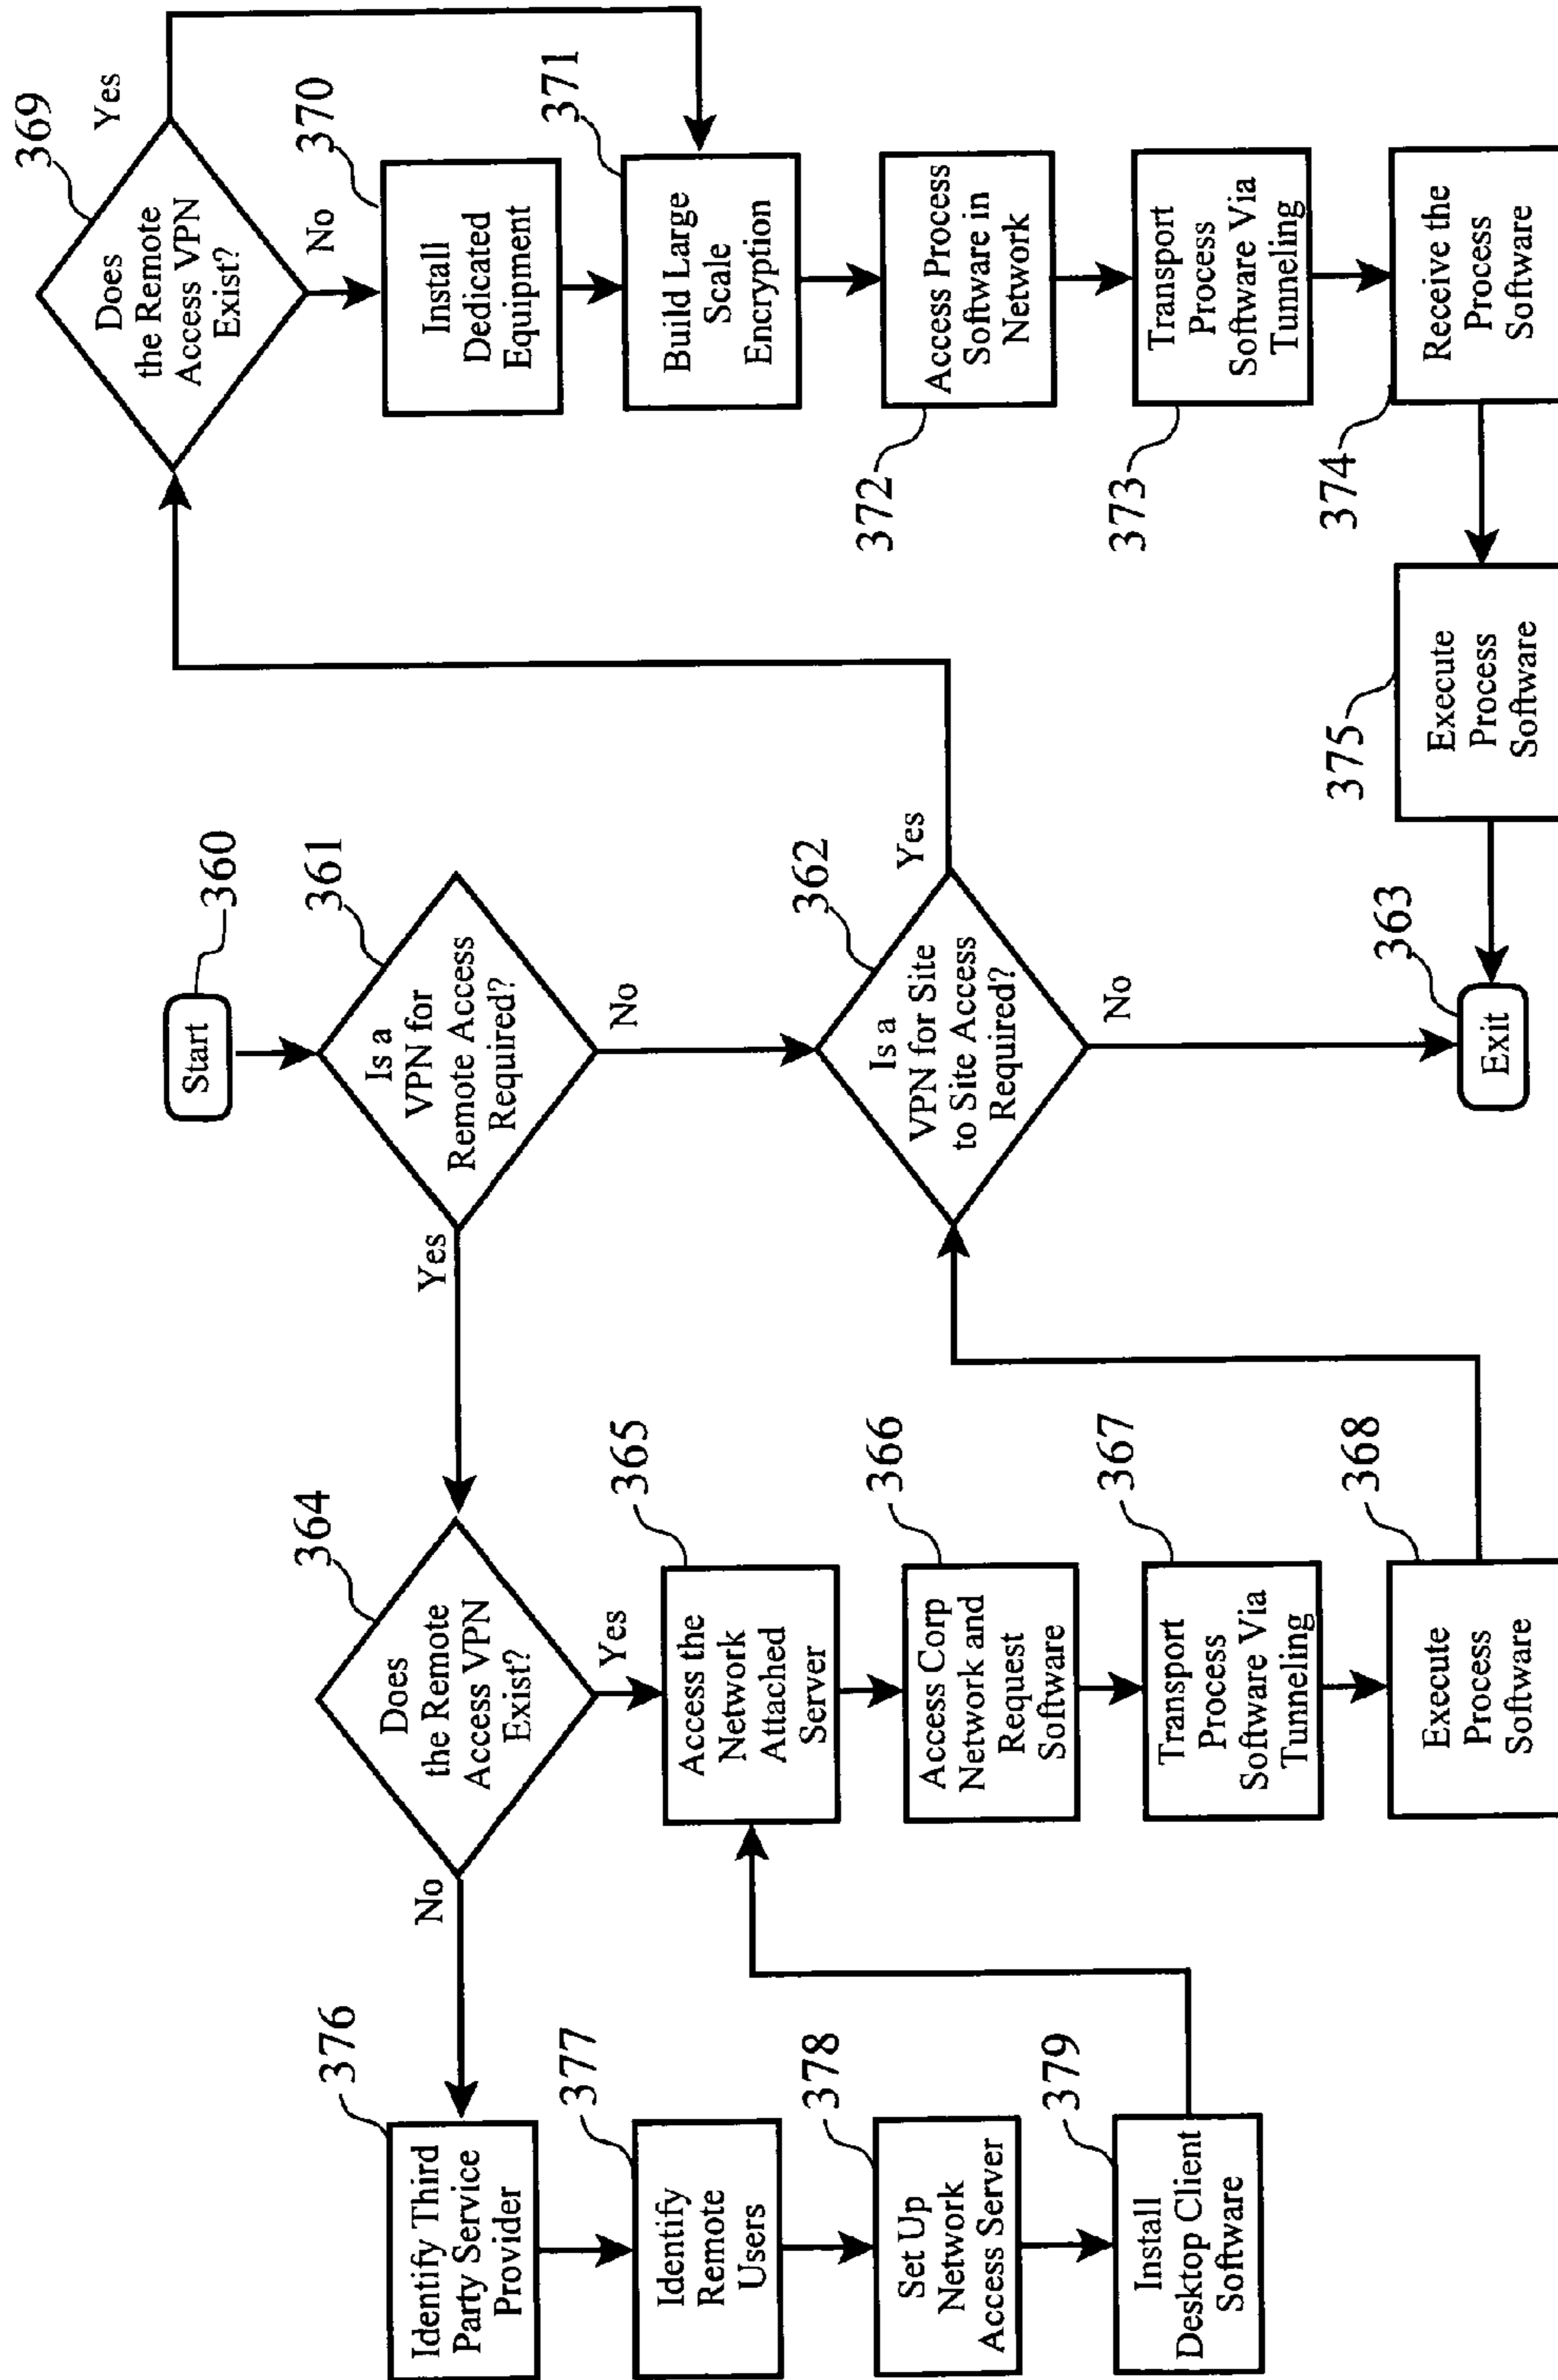 Start
360
Is a
VPN for
Remote Access
Required?
361
Yes
No
Is a
VPN for Site
to Site Access
Required?
362
Yes
No
Exit
363
Does
the Remote
Access VPN
Exist?
364
No
Yes
Access the
Network
Attached
Server
365
Access Corp
Network and
Request
Software
366
Transport
Process
Software Via
Tunneling
367
Execute
Process
Software
368
Identify Third
Party Service
Provider
376
Identify
Remote
Users
377
Set Up
Network
Access Server
378
Install
Desktop Client
Software
379
Does
the Remote
Access VPN
Exist?
369
Yes
No
Install
Dedicated
Equipment
370
Build Large
Scale
Encryption
371
Access Process
Software in
Network
372
Transport
Process
Software Via
Tunneling
373
Receive the
Process
Software
374
Execute
Process
Software
375